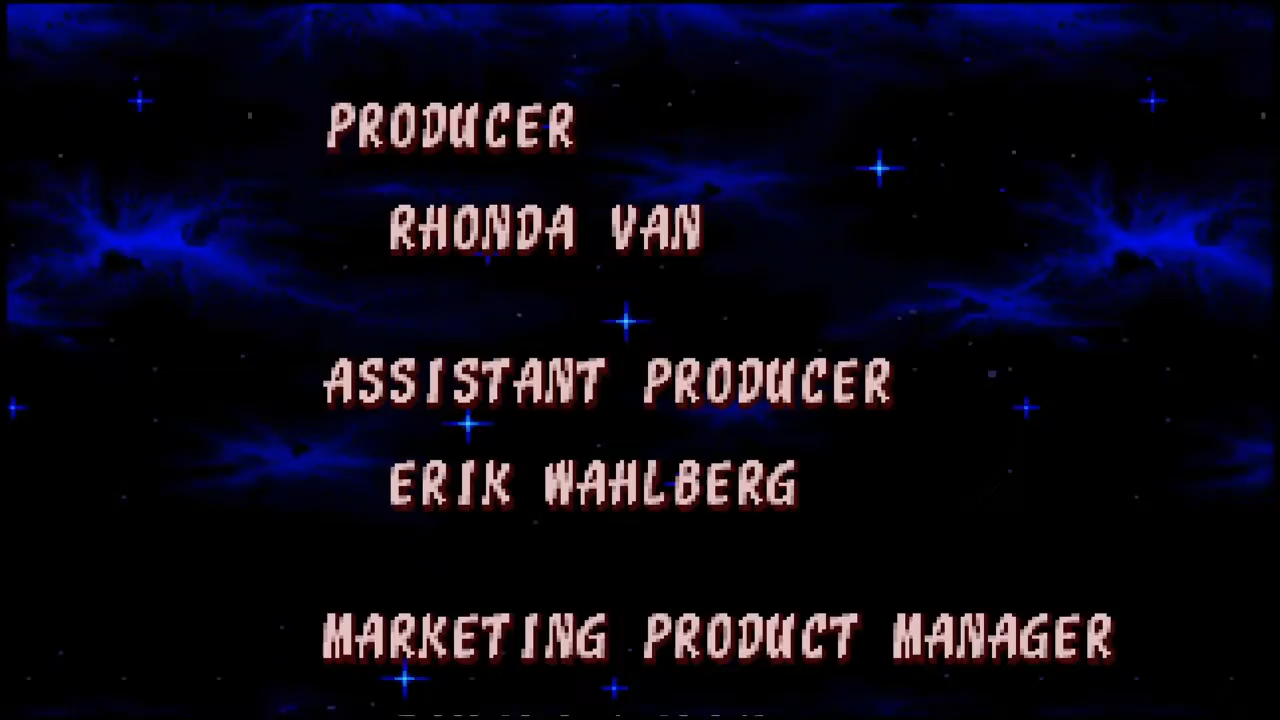 PRODUCER
RHONDA VAN
ASSISTANT PRODUCER
ERIK WAHLBERG
MARKETING PRODUCT MANAGER